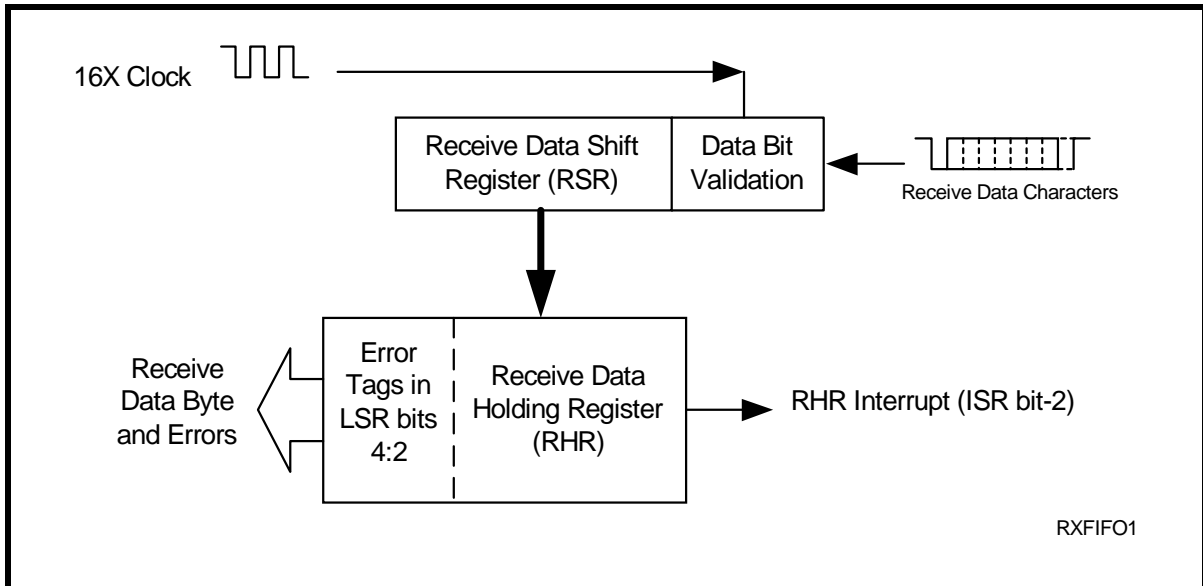 16X Clock
Receive Data Shift
Register (RSR)
Data Bit
Validation
Receive Data Characters
Receive
Data Byte
and Errors
Error
Tags in
LSR bits
4:2
Receive Data
Holding Register
(RHR)
RHR Interrupt (ISR bit-2)
RXFIFO1